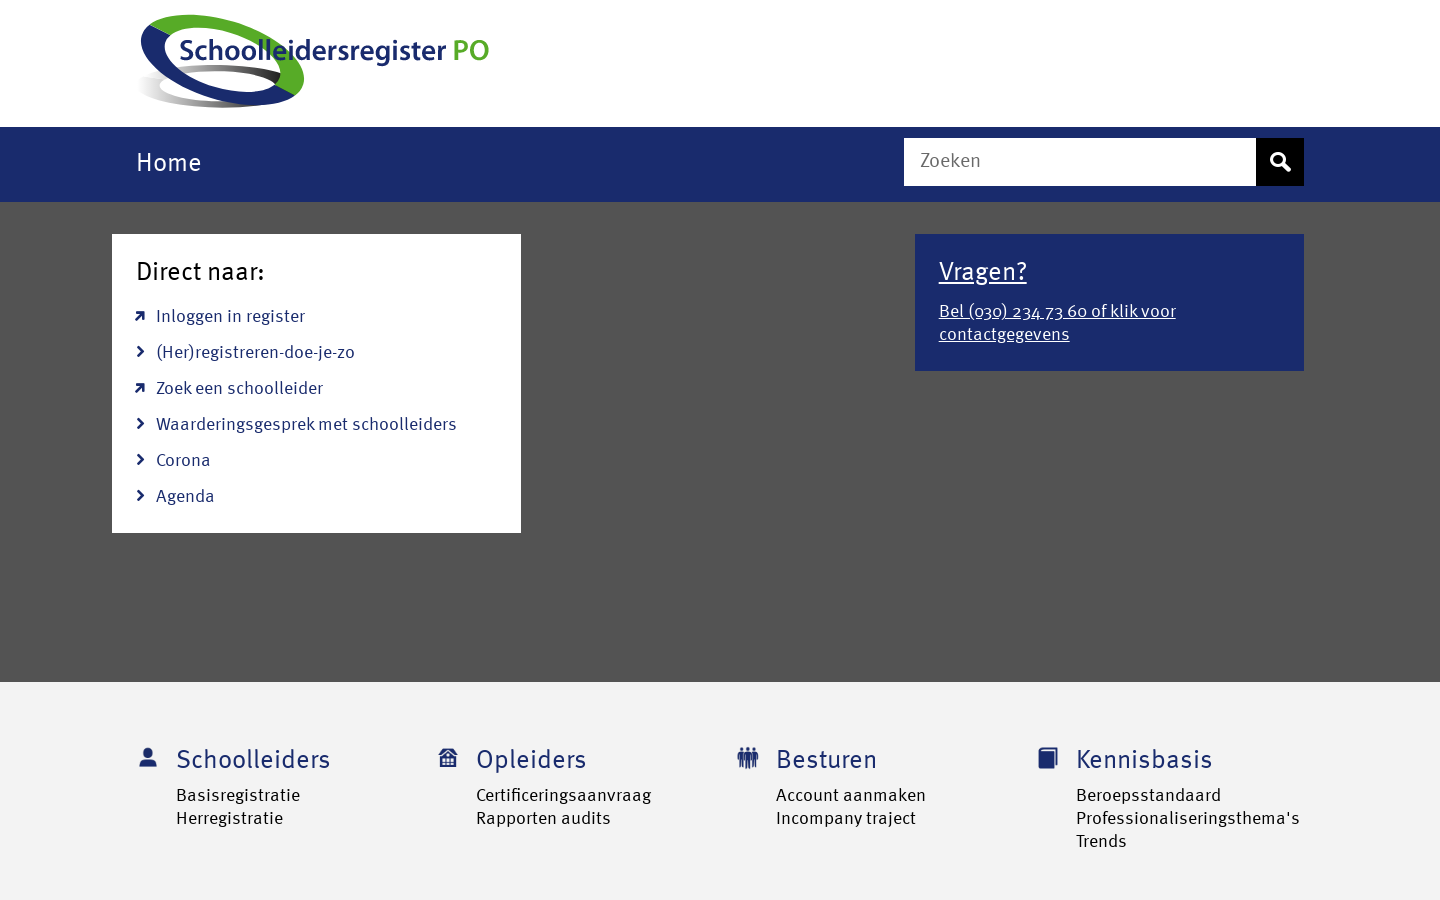 Schoolleidersregister PO
Home
Zoeken
Direct naar:
Inloggen in register
(Her)registreren-doe-je-zo
Zoek een schoolleider
Waarderingsgesprek met schoolleiders
Corona
Agenda
Vragen?
Bel (030) 234 73 60 of klik voor
contactgegevens
Schoolleiders
Basisregistratie
Herregistratie
Opleiders
Certificeringsaanvraag
Rapporten audits
Besturen
Account aanmaken
Incompany traject
Kennisbasis
Beroepsstandaard
Professionaliseringsthema's
Trends